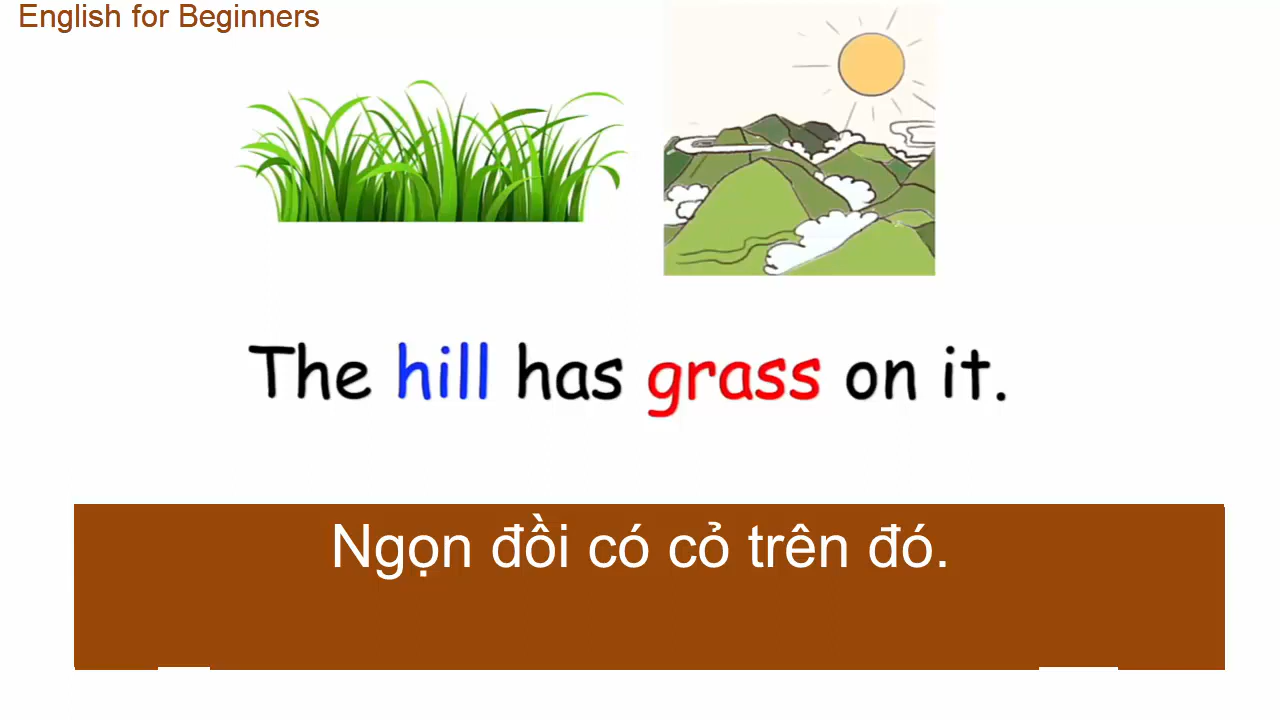 English for Beginners
The hill has grass on it.
Ngọn đồi có cỏ trên đó.